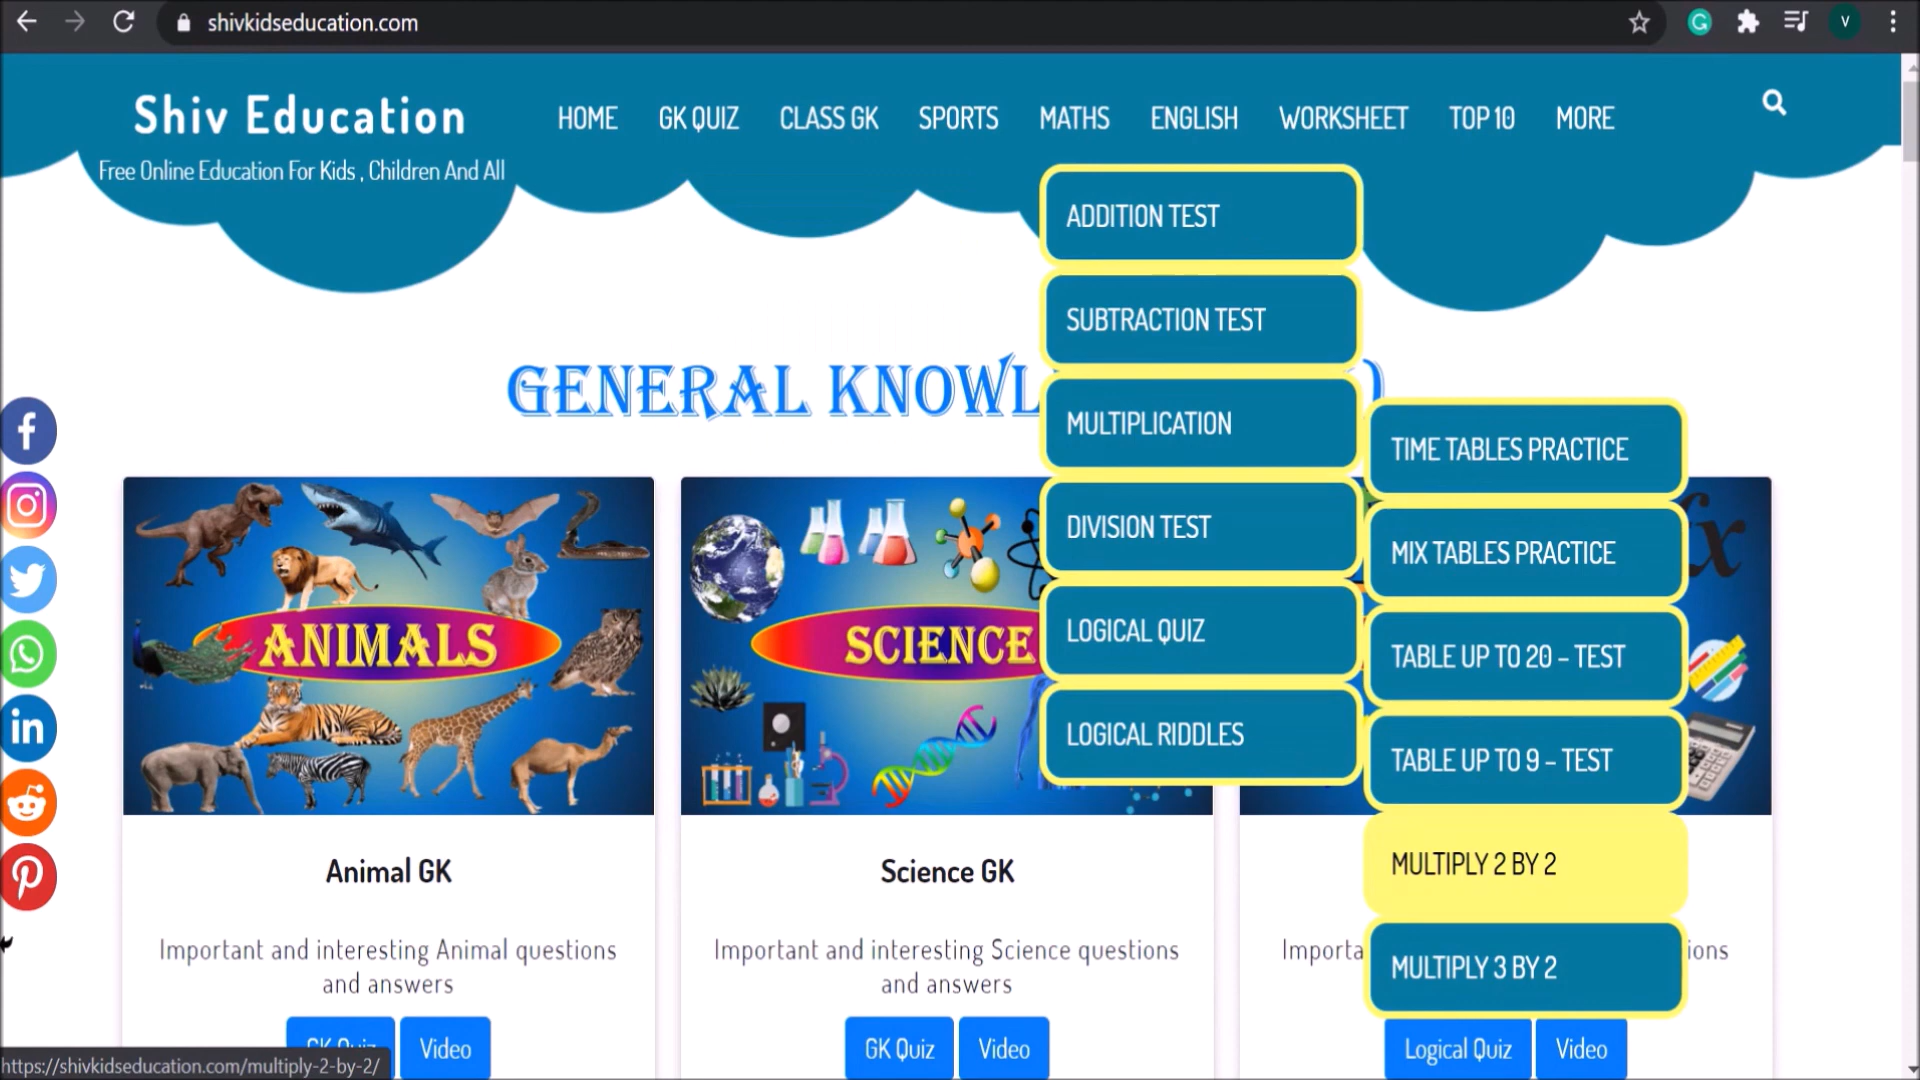 shivkidseducation.com
V
Shiv Education
Free Online Education For Kids , Children And All
HOME GK QUIZ CLASS GK SPORTS MATHS ENGLISH WORKSHEET TOP 10 MORE
ADDITION TEST
SUBTRACTION TEST
MULTIPLICATION
DIVISION TEST
LOGICAL QUIZ
LOGICAL RIDDLES
TIME TABLES PRACTICE
MIX TABLES PRACTICE
TABLE UP TO 20 – TEST
TABLE UP TO 9 – TEST
MULTIPLY 2 BY 2
MULTIPLY 3 BY 2
GENERAL
ANIMALS
SCIENCE
Animal GK
Science GK
Important and interesting Animal questions
and answers
Important and interesting Science questions
and answers
GK Quiz Video
GK Quiz Video
Logical Quiz Video
https://shivkidseducation.com/multiply-2-by-2/